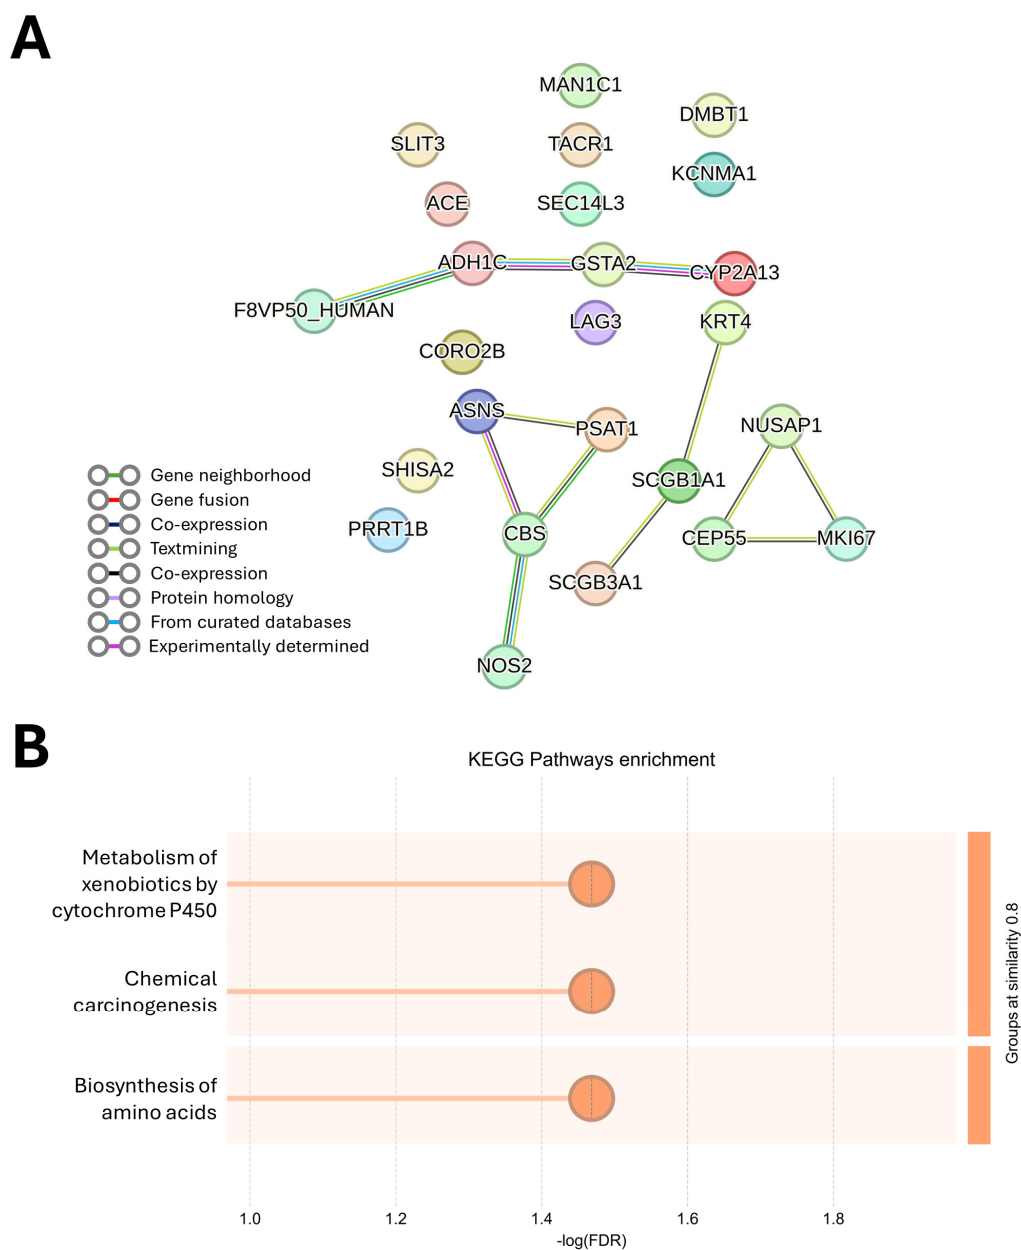 A
MAN1C1
DMBT1
SLIT3
TACR1
KCNMA1
ACE
SEC14L3
ADH1C
GSTA2
CYP2A13
F8VP50_HUMAN
LAG3
KRT4
CORO2B
ASNS
PSAT1
NUSAP1
SHISA2
SCGB1A1
PRRT1B
CBS
CEP55
MKI67
SCGB3A1
NOS2
Gene neighborhood
Gene fusion
Co-expression
Textmining
Co-expression
Protein homology
From curated databases
Experimentally determined
B
KEGG Pathways enrichment
Metabolism of
xenobiotics by
cytochrome P450
Chemical
carcinogenesis
Biosynthesis of
amino acids
Groups at similarity 0.8
1.0
1.2
1.4
1.6
1.8
-log(FDR)